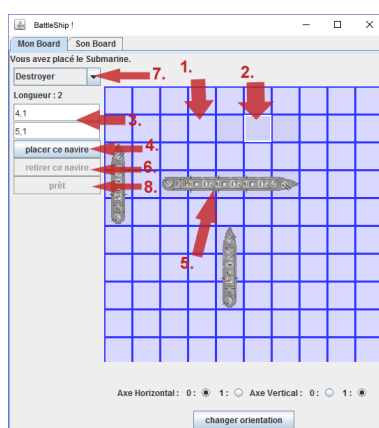 BattleShip !
Mon Board Son Board
Vous avez placé le Submarine.
Destroyer 7. 1. 2.
Longueur : 2
4,1 3.
5,1
placer ce navire 4.
retirer ce navire 6.
prêt 8.
5.
Axe Horizontal : 0 : 1 : Axe Vertical : 0 : 1 :
changer orientation